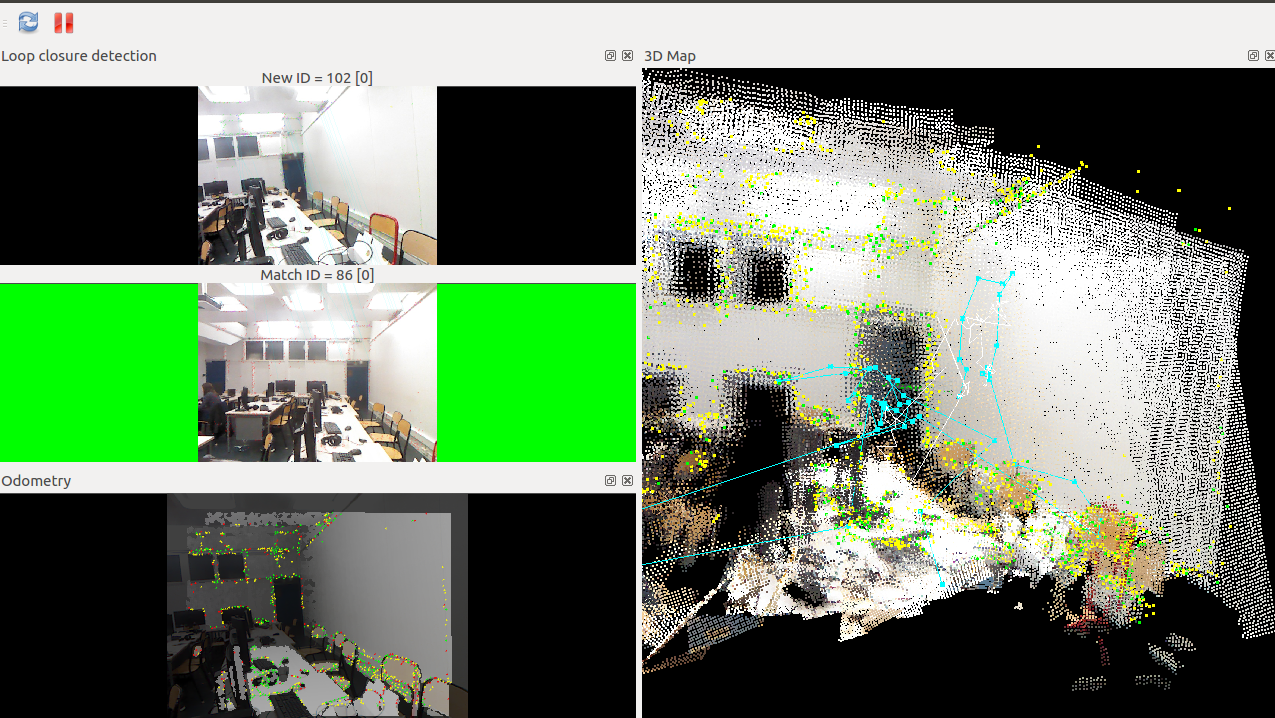 Loop closure detection
New ID = 102 [0]
Match ID = 86 [0]
Odometry
3D Map